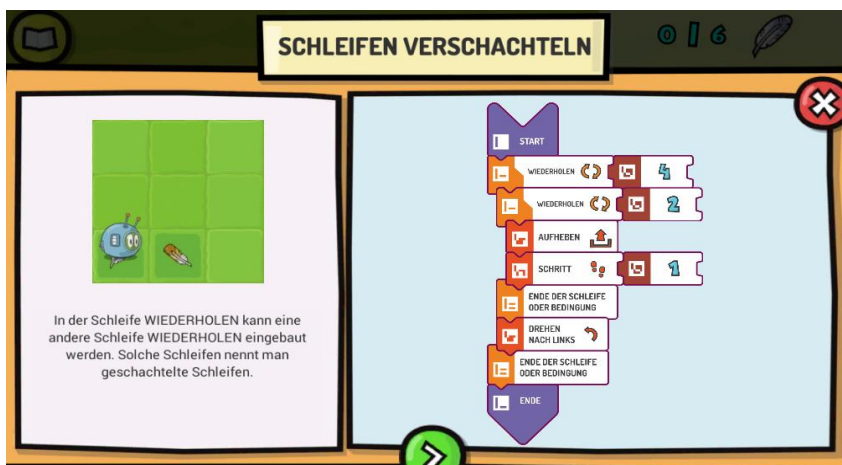 SCHLEIFEN VERSCHACHTELN
0 | 6
START
WIEDERHOLEN 4
WIEDERHOLEN 2
AUFHEBEN
SCHRITT 1
ENDE DER SCHLEIFE
ODER BEDINGUNG
DREHEN
NACH LINKS
ENDE DER SCHLEIFE
ODER BEDINGUNG
ENDE
In der Schleife WIEDERHOLEN kann eine
andere Schleife WIEDERHOLEN eingebaut
werden. Solche Schleifen nennt man
geschachtelte Schleifen.